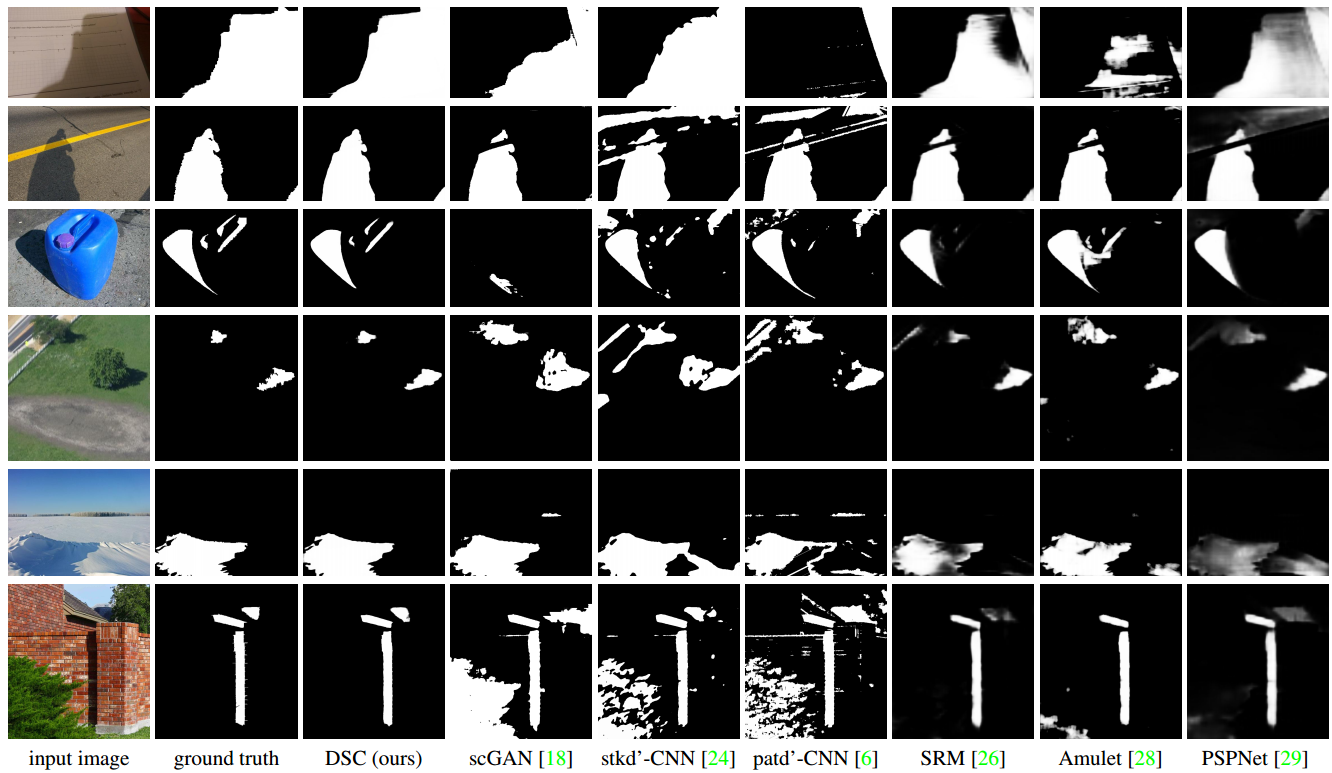 input image ground truth DSC (ours) scGAN [18] stkd'-CNN [24] patd'-CNN [6] SRM [26] Amulet [28] PSPNet [29]